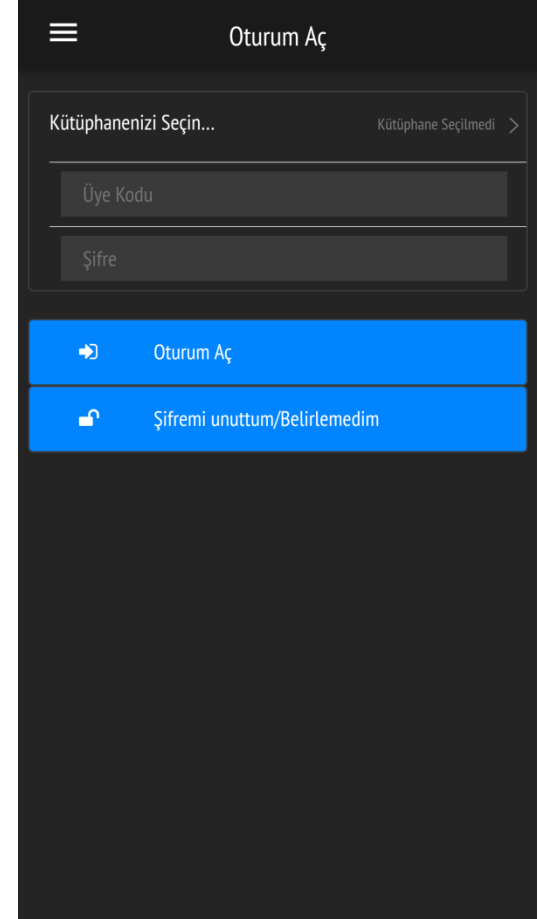 Oturum Aç
Kütüphanenizi Seçin... Kütüphane Seçilmedi
Üye Kodu
Şifre
Oturum Aç
Şifremi unuttum/Belirlemedim